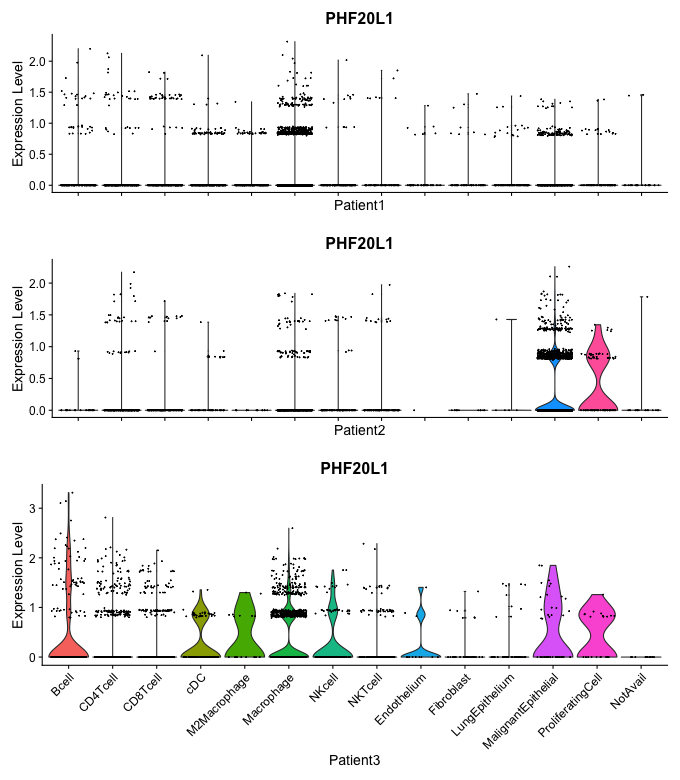 PHF20L1
Expression Level
2.0
1.5
1.0
0.5
0.0
Patient1
PHF20L1
Expression Level
2.0
1.5
1.0
0.5
0.0
Patient2
PHF20L1
Expression Level
3
2
1
0
Bcell
CD4Tcell
CD8Tcell
cDC
M2Macrophage
Macrophage
NKcell
NKTcell
Endothelium
Fibroblast
LungEpithelium
MalignantEpithelial
ProliferatingCell
NotAvail
Patient3